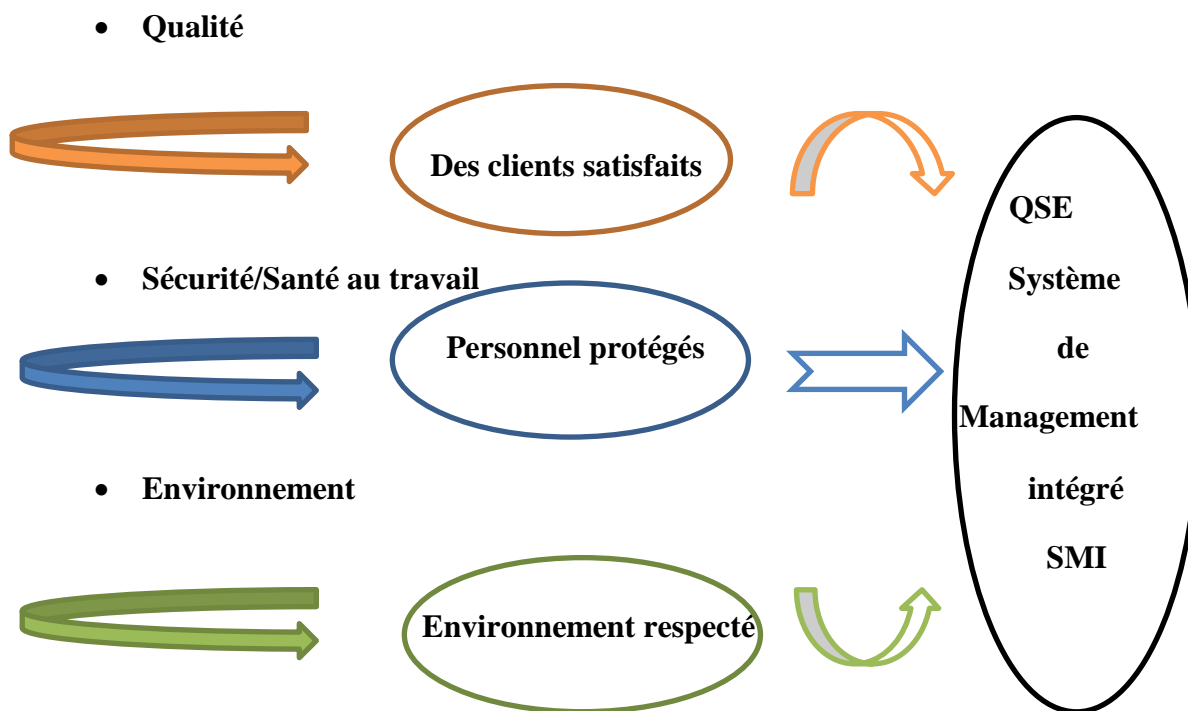 • Qualité
Des clients satisfaits
• Sécurité/Santé au travail
Personnel protégés
• Environnement
Environnement respecté
QSE
Système
de
Management
intégré
SMI